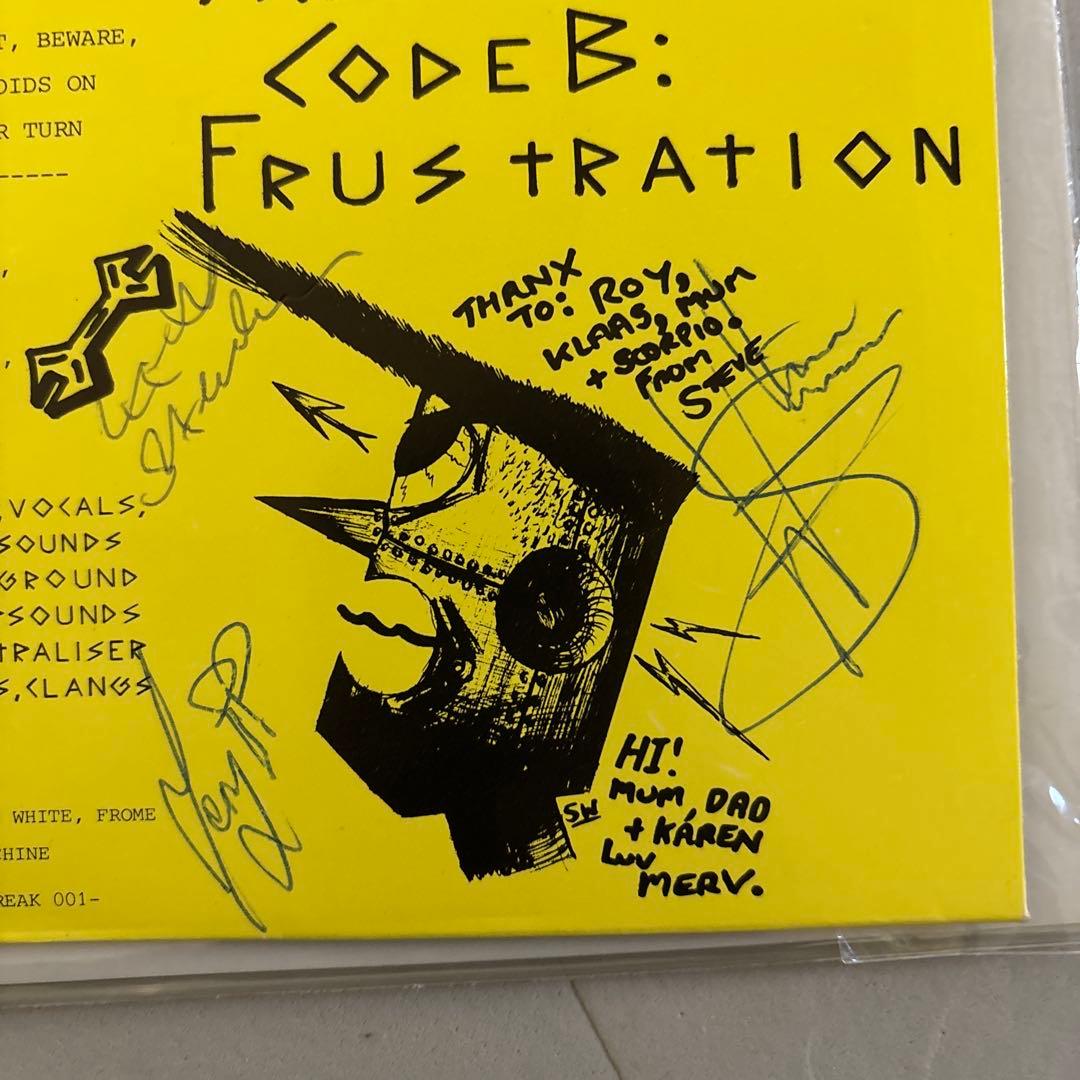 T, BEWARE,
OIDS ON
R TURN
-----
CODE B:
FRUSTRATION
,
,
THANX
TO: ROY,
KLAAS, MUM
+ SCORPIO.
FROM
STEVE
,VOCALS,
SOUNDS
GROUND
SOUNDS
TRALISER
S,CLANGS
WHITE, FROME
CHINE
REAK 001-
HI!
MUM, DAD
+ KAREN
LUV
MERV.
SW